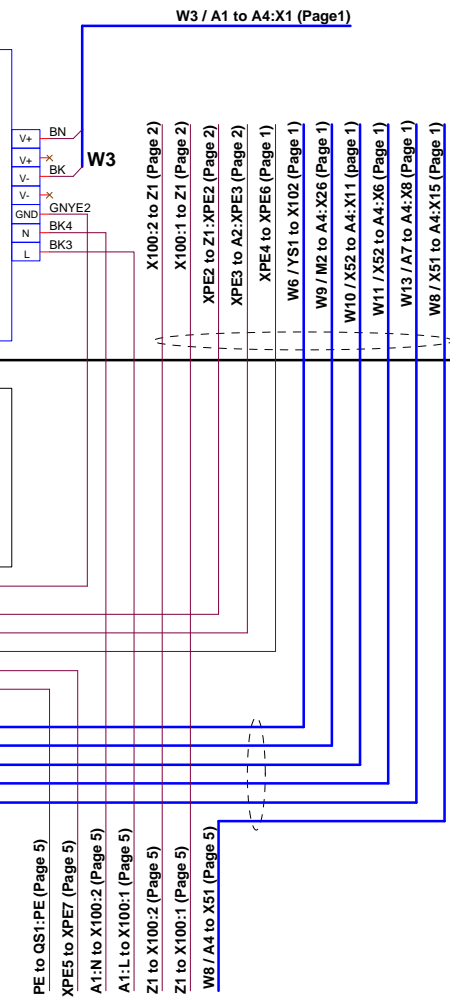 W3 / A1 to A4:X1 (Page1)
V+ BN
V+
V- BK W3
V-
GND GNYE2
N BK4
L BK3
X100:2 to Z1 (Page 2)
X100:1 to Z1 (Page 2)
XPE2 to Z1:XPE2 (Page 2)
XPE3 to A2:XPE3 (Page 2)
XPE4 to XPE6 (Page 1)
W6 / YS1 to X102 (Page 1)
W9 / M2 to A4:X26 (Page 1)
W10 / X52 to A4:X11 (page 1)
W11 / X52 to A4:X6 (Page 1)
W13 / A7 to A4:X8 (Page 1)
W8 / X51 to A4:X15 (Page 1)
PE to QS1:PE (Page 5)
XPE5 to XPE7 (Page 5)
A1:N to X100:2 (Page 5)
A1:L to X100:1 (Page 5)
Z1 to X100:2 (Page 5)
Z1 to X100:1 (Page 5)
W8 / A4 to X51 (Page 5)